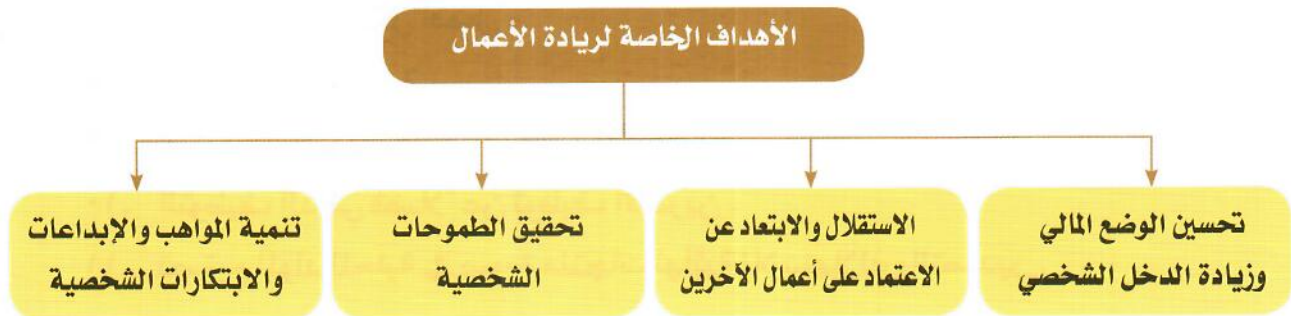 الأهداف الخاصة لريادة الأعمال
تحسين الوضع المالي
وزيادة الدخل الشخصي
الاستقلال والابتعاد عن
الاعتماد على أعمال الآخرين
تحقيق الطموحات
الشخصية
تنمية المواهب والإبداعات
والابتكارات الشخصية